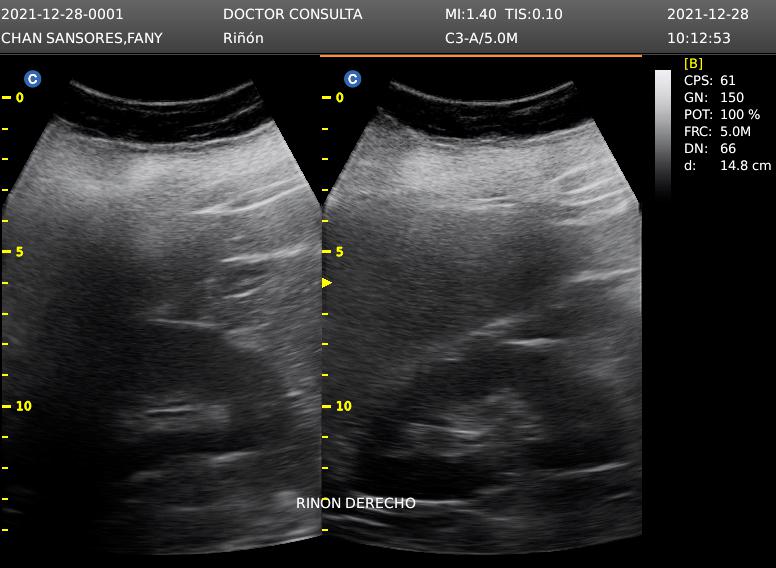 2021-12-28-0001 DOCTOR CONSULTA MI:1.40 TIS:0.10 2021-12-28
CHAN SANSORES,FANY Riñón C3-A/5.0M 10:12:53
[B]
C C
CPS: 61
0 0
GN: 150
POT: 100 %
FRC: 5.0M
DN: 66
d: 14.8 cm
5 5
10 10
RINON DERECHO